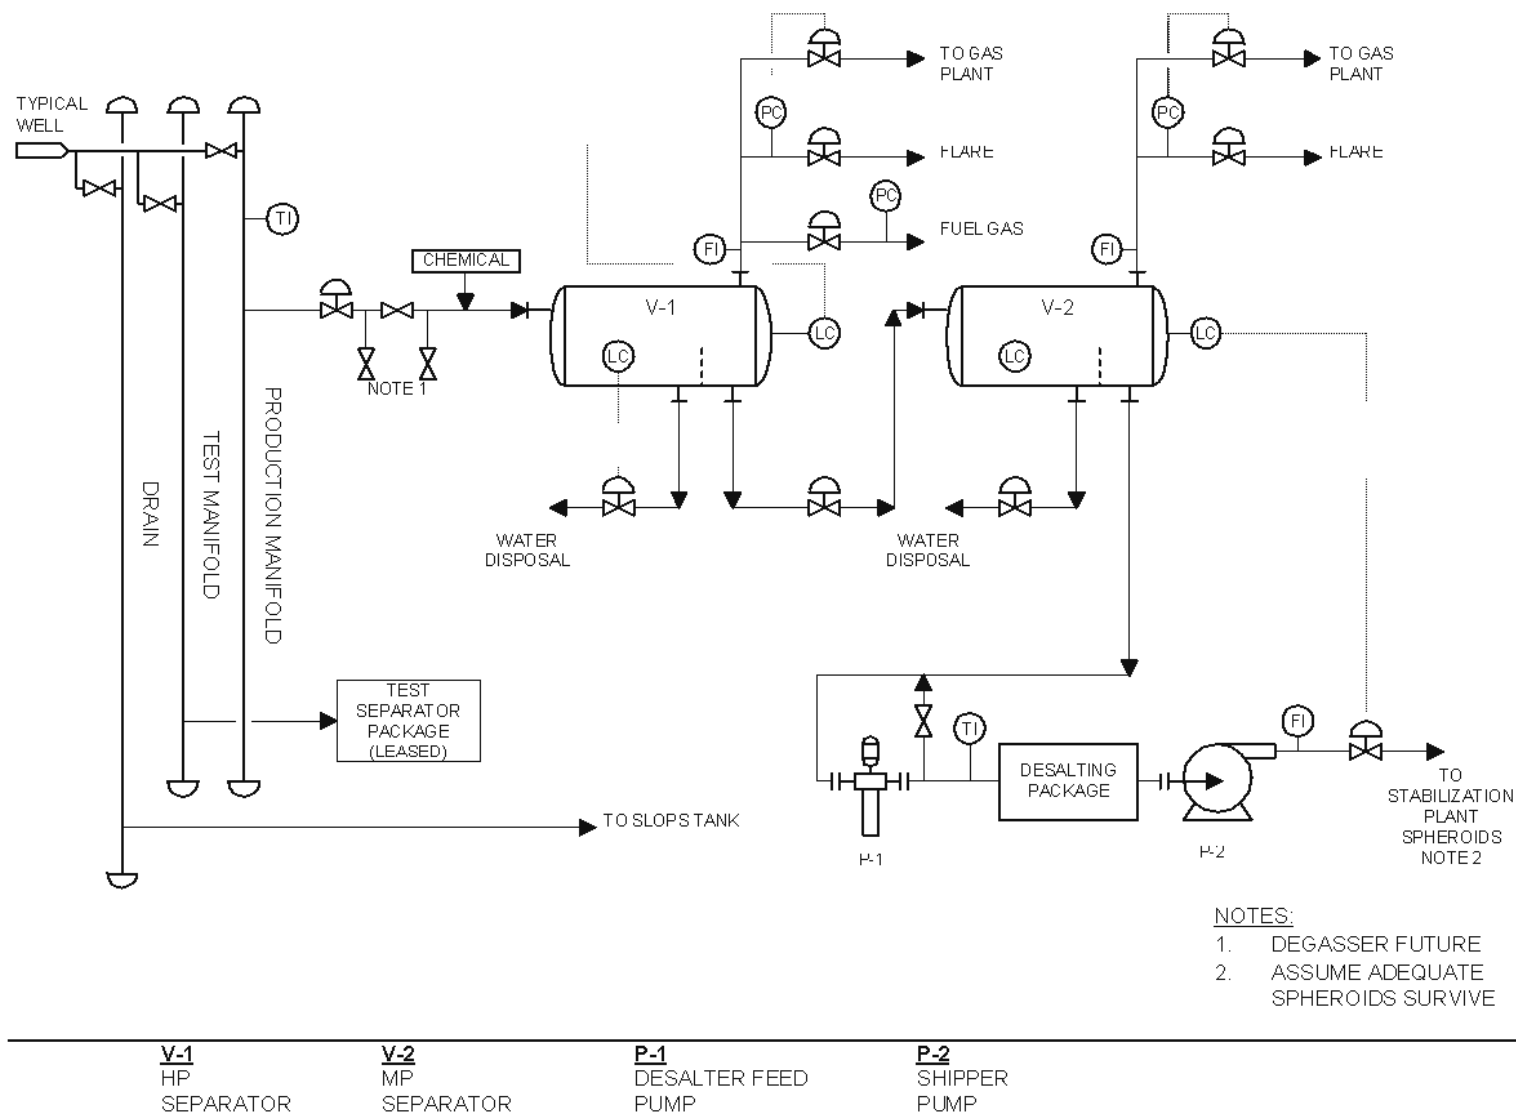 TYPICAL
WELL
TI
CHEMICAL
NOTE 1
DRAIN
TEST MANIFOLD
PRODUCTION MANIFOLD
TEST
SEPARATOR
PACKAGE
(LEASED)
TO SLOPS TANK
PC
TO GAS
PLANT
FLARE
PC
FUEL GAS
FI
V-1
LC
LC
WATER
DISPOSAL
PC
TO GAS
PLANT
FLARE
FI
V-2
LC
LC
WATER
DISPOSAL
TI
P-1
DESALTING
PACKAGE
P-2
FI
TO
STABILIZATION
PLANT
SPHEROIDS
NOTE 2
NOTES:
1. DEGASSER FUTURE
2. ASSUME ADEQUATE
SPHEROIDS SURVIVE
V-1
HP
SEPARATOR
V-2
MP
SEPARATOR
P-1
DESALTER FEED
PUMP
P-2
SHIPPER
PUMP